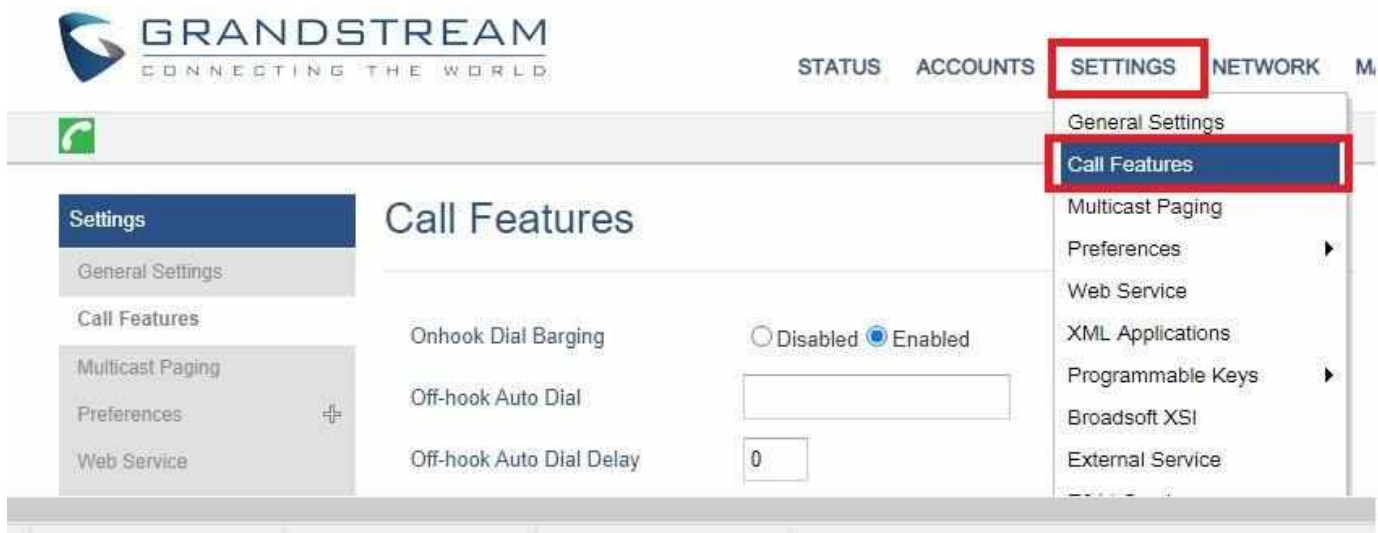 GRANDSTREAM
CONNECTING THE WORLD
STATUS ACCOUNTS SETTINGS NETWORK
General Settings
Call Features
Multicast Paging
Preferences
Web Service
XML Applications
Programmable Keys
Broadsoft XSI
External Service
Settings
General Settings
Call Features
Multicast Paging
Preferences
Web Service
Call Features
Onhook Dial Barging Disabled Enabled
Off-hook Auto Dial
Off-hook Auto Dial Delay 0